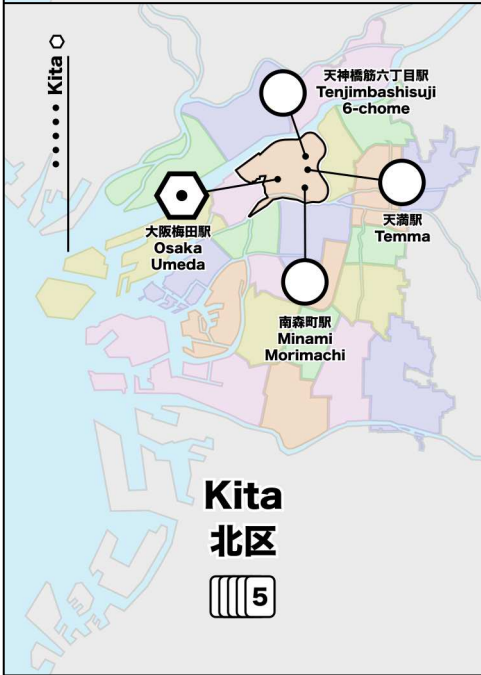 Kita
天神橋筋六丁目駅
Tenjimbashisuji
6-chome
大阪梅田駅
Osaka
Umeda
天満駅
Temma
南森町駅
Minami
Morimachi
Kita
北区
5